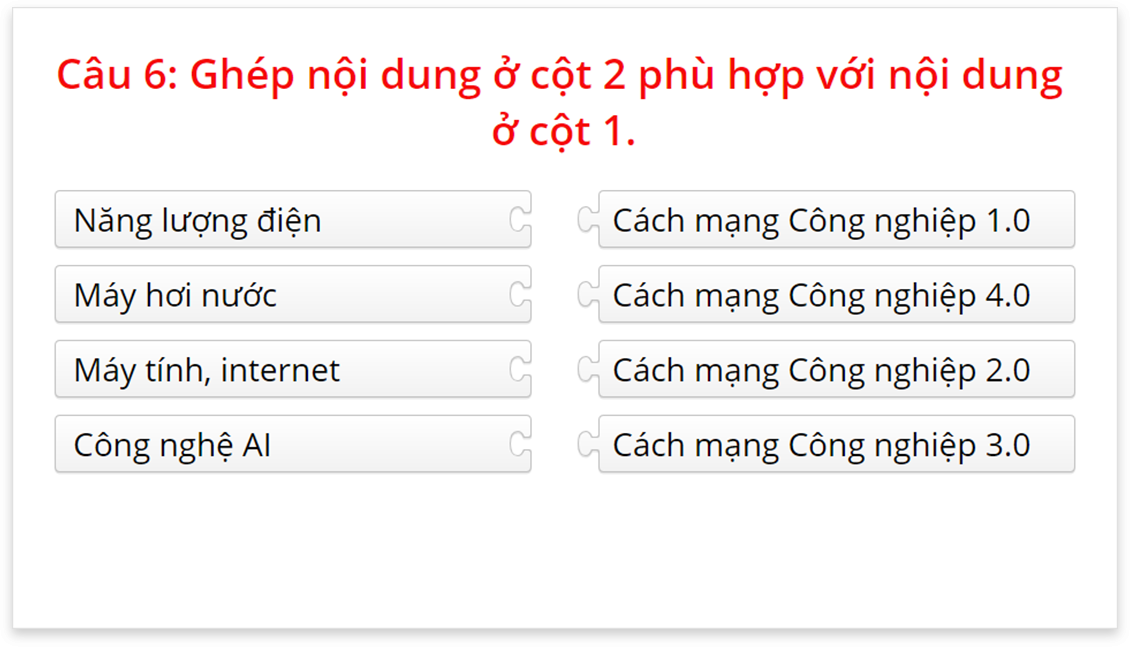 Câu 6: Ghép nội dung ở cột 2 phù hợp với nội dung
ở cột 1.
Năng lượng điện
Cách mạng Công nghiệp 1.0
Máy hơi nước
Cách mạng Công nghiệp 4.0
Máy tính, internet
Cách mạng Công nghiệp 2.0
Công nghệ AI
Cách mạng Công nghiệp 3.0